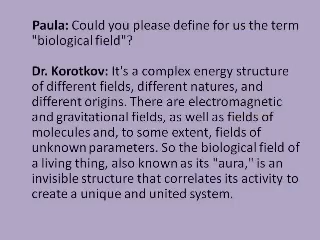 Paula: Could you please define for us the term
"biological field"?
Dr. Korotkov: It's a complex energy structure
of different fields, different natures, and
different origins. There are electromagnetic
and gravitational fields, as well as fields of
molecules and, to some extent, fields of
unknown parameters. So the biological field of
a living thing, also known as its "aura," is an
invisible structure that correlates its activity to
create a unique and united system.